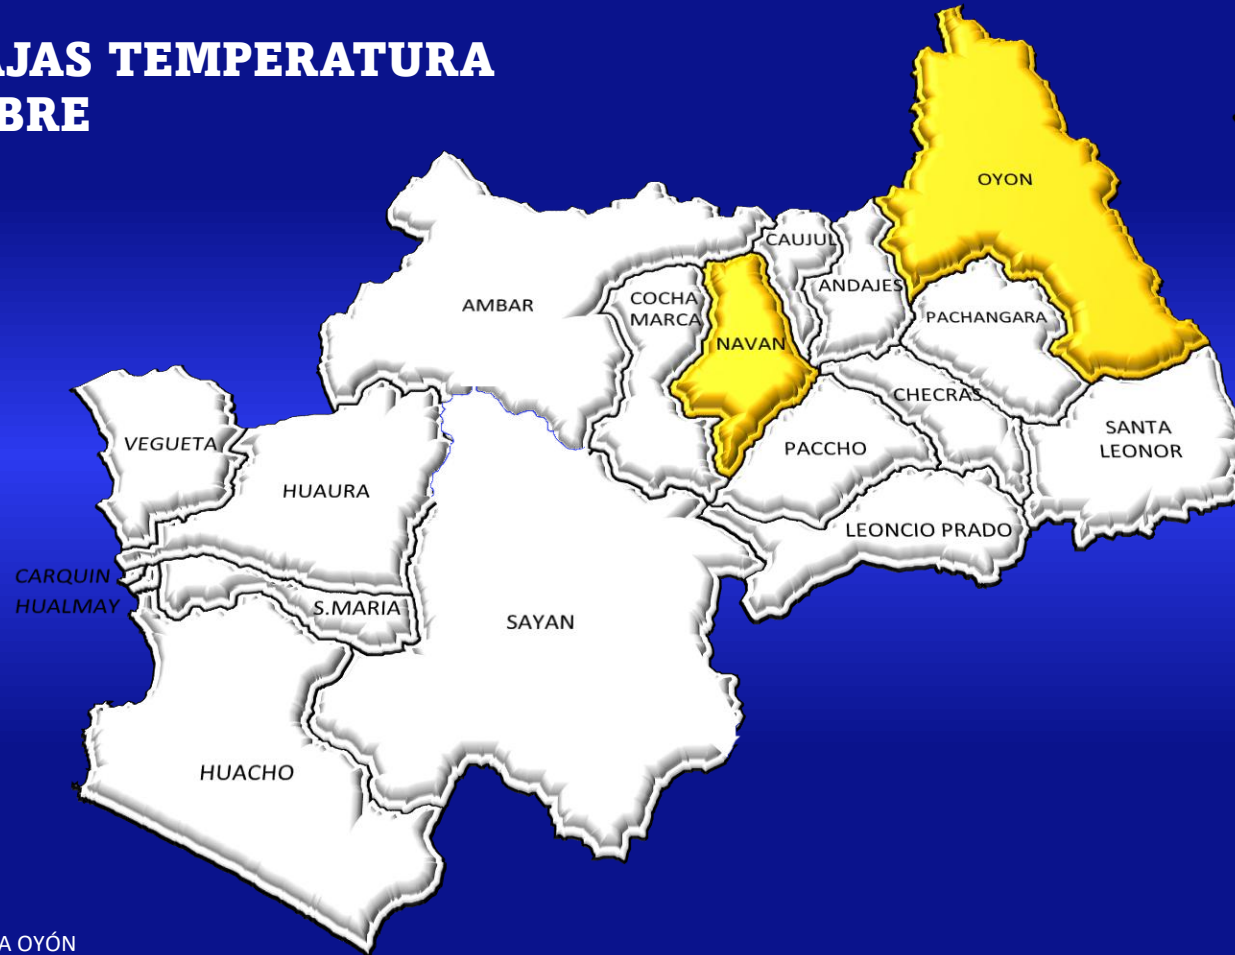 AJAS TEMPERATURA
BRE
OYON
CAUJUL
ANDAJES
COCHA
MARCA
AMBAR
PACHANGARA
NAVAN
CHECRAS
VEGUETA
SANTA
LEONOR
PACCHO
HUAURA
LEONCIO PRADO
CARQUIN
HUALMAY
S.MARIA
SAYAN
HUACHO
A OYÓN